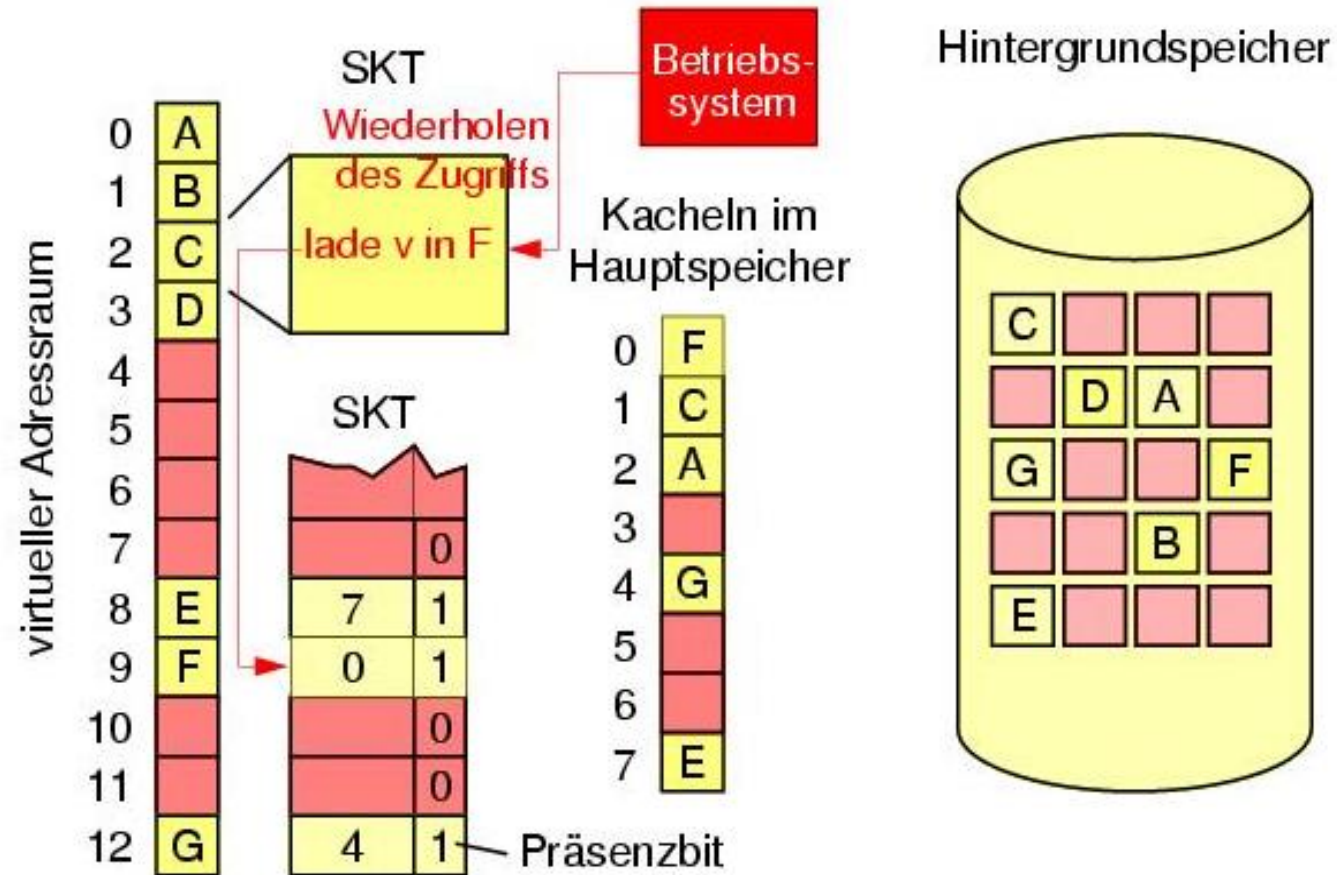 SKT
Betriebs-
system
Hintergrundspeicher
Wiederholen
des Zugriffs
lade v in F
virtueller Adressraum
0 A
1 B
2 C
3 D
4
5
6
7
8 E
9 F
10
11
12 G
SKT
0
7 1
0 1
0
0
4 1
Präsenzbit
Kacheln im
Hauptspeicher
0 F
1 C
2 A
3
4 G
5
6
7 E
C
D A
G F
B
E